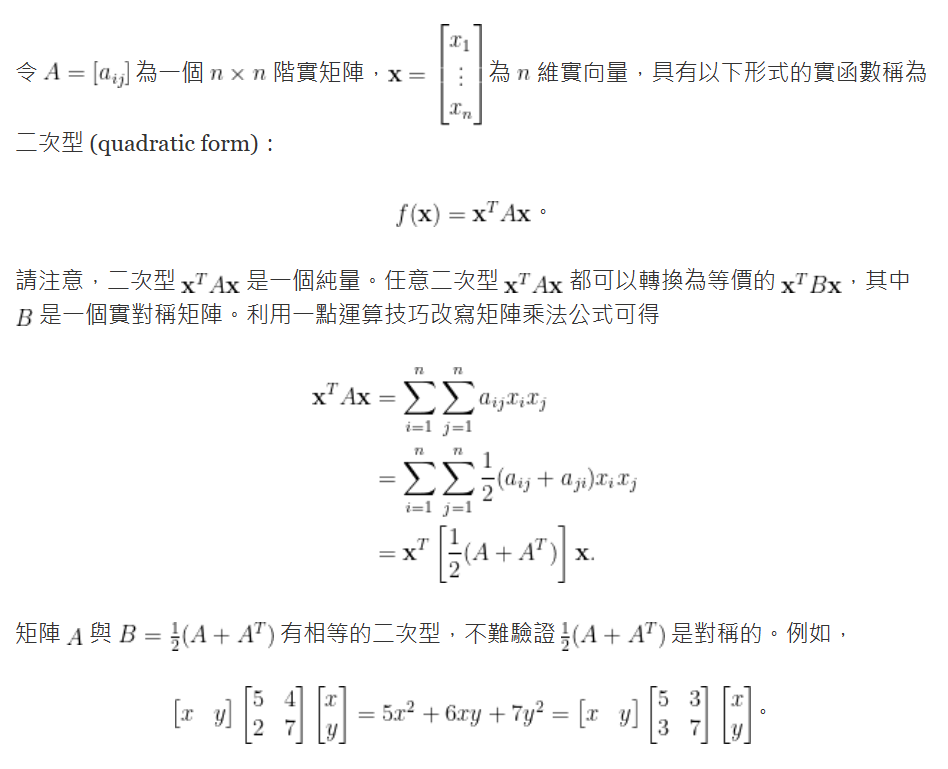 令 $A = [a_{ij}]$ 為一個 $n \times n$ 階實矩陣，$\mathbf{x} = \begin{bmatrix} x_1 \\ \vdots \\ x_n \end{bmatrix}$ 為 $n$ 維實向量，具有以下形式的實函數稱為
二次型 (quadratic form)：
$f(\mathbf{x}) = \mathbf{x}^T A\mathbf{x}$。
請注意，二次型 $\mathbf{x}^T A\mathbf{x}$ 是一個純量。任意二次型 $\mathbf{x}^T A\mathbf{x}$ 都可以轉換為等價的 $\mathbf{x}^T B\mathbf{x}$，其中
$B$ 是一個實對稱矩陣。利用一點運算技巧改寫矩陣乘法公式可得
$\mathbf{x}^T A\mathbf{x} = \sum_{i=1}^{n} \sum_{j=1}^{n} a_{ij} x_i x_j$
$= \sum_{i=1}^{n} \sum_{j=1}^{n} \frac{1}{2}(a_{ij} + a_{ji}) x_i x_j$
$= \mathbf{x}^T \left[ \frac{1}{2}(A + A^T) \right] \mathbf{x}.$
矩陣 $A$ 與 $B = \frac{1}{2}(A + A^T)$ 有相等的二次型，不難驗證 $\frac{1}{2}(A + A^T)$ 是對稱的。例如，
$\begin{bmatrix} x & y \end{bmatrix} \begin{bmatrix} 5 & 4 \\ 2 & 7 \end{bmatrix} \begin{bmatrix} x \\ y \end{bmatrix} = 5x^2 + 6xy + 7y^2 = \begin{bmatrix} x & y \end{bmatrix} \begin{bmatrix} 5 & 3 \\ 3 & 7 \end{bmatrix} \begin{bmatrix} x \\ y \end{bmatrix}$。